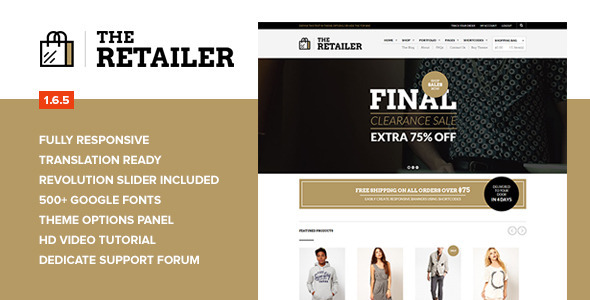 THE
RETAILER
1.6.5
FULLY RESPONSIVE
TRANSLATION READY
REVOLUTION SLIDER INCLUDED
500+ GOOGLE FONTS
THEME OPTIONS PANEL
HD VIDEO TUTORIAL
DEDICATE SUPPORT FORUM
THE
RETAILER
HOME SHOP PORTFOLIOS PAGES SHORTCODES SHOPPING BAG
The Blog About FAQs Contact Us Buy Theme
SALES
FINAL
CLEARANCE SALE
EXTRA 75% OFF
FREE SHIPPING ON ALL ORDERS OVER $75
DELIVERED
TO YOUR
DOOR
IN 4 DAYS
FEATURED PRODUCTS